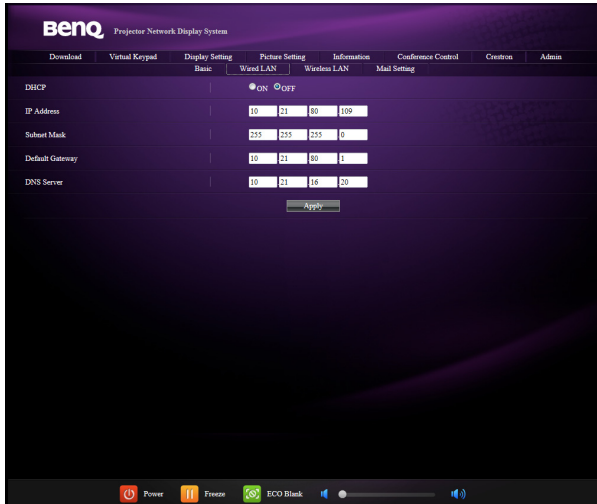 BenQ Projector Network Display System
Download Virtual Keypad Display Setting Picture Setting Information Conference Control Crestron Admin
Basic Wired LAN Wireless LAN Mail Setting
DHCP ON OFF
IP Address 10 . 21 . 80 . 109
Subnet Mask 255 . 255 . 255 . 0
Default Gateway 10 . 21 . 80 . 1
DNS Server 10 . 21 . 16 . 20
Apply
Power Freeze ECO Blank